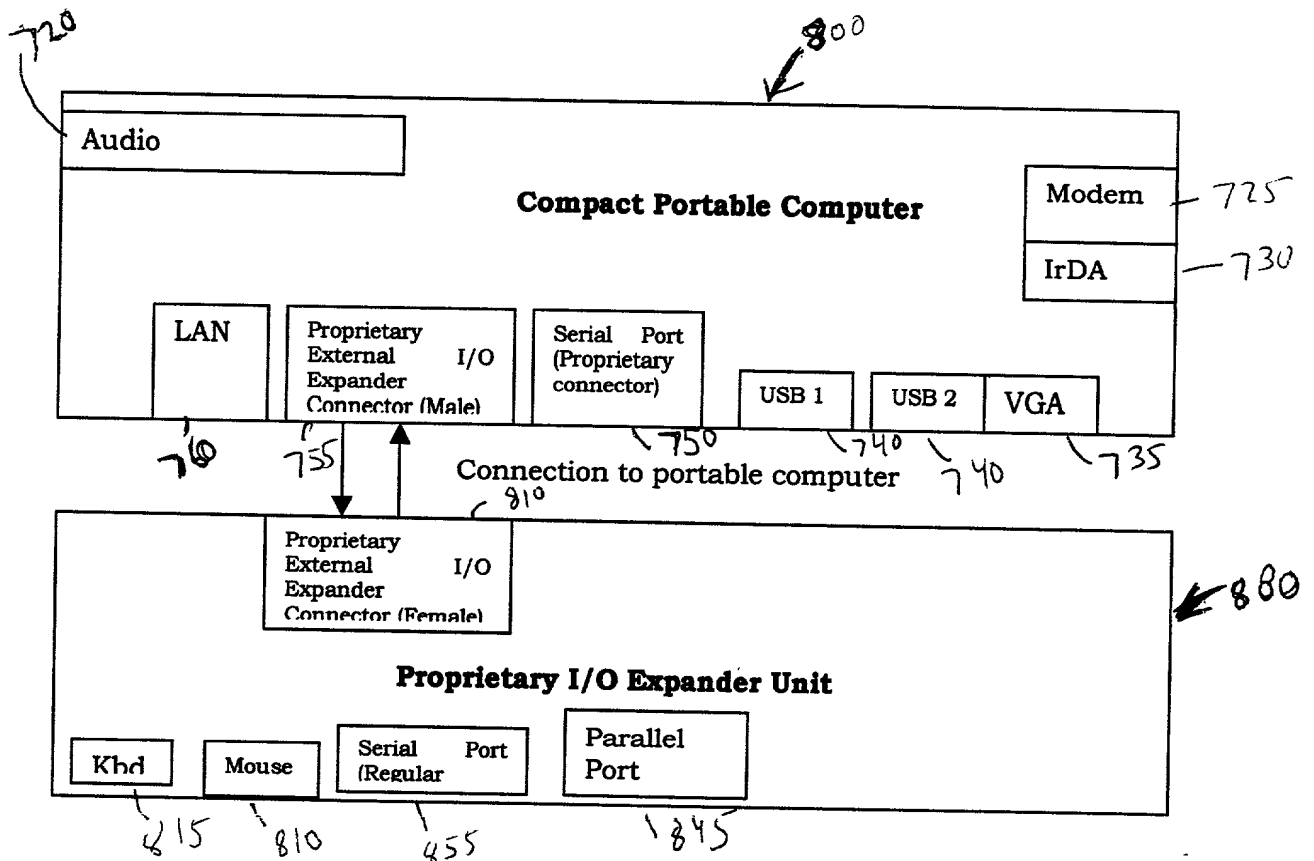 720
800
Audio
Compact Portable Computer
Modem
725
IrDA
730
LAN
Proprietary
External I/O
Expander
Connector (Male)
Serial Port
(Proprietary
connector)
USB 1
USB 2
VGA
760
755
750
740
740
735
Connection to portable computer
810
Proprietary
External I/O
Expander
Connector (Female)
880
Proprietary I/O Expander Unit
Kbd
Mouse
Serial Port
(Regular
Parallel
Port
815
810
855
845